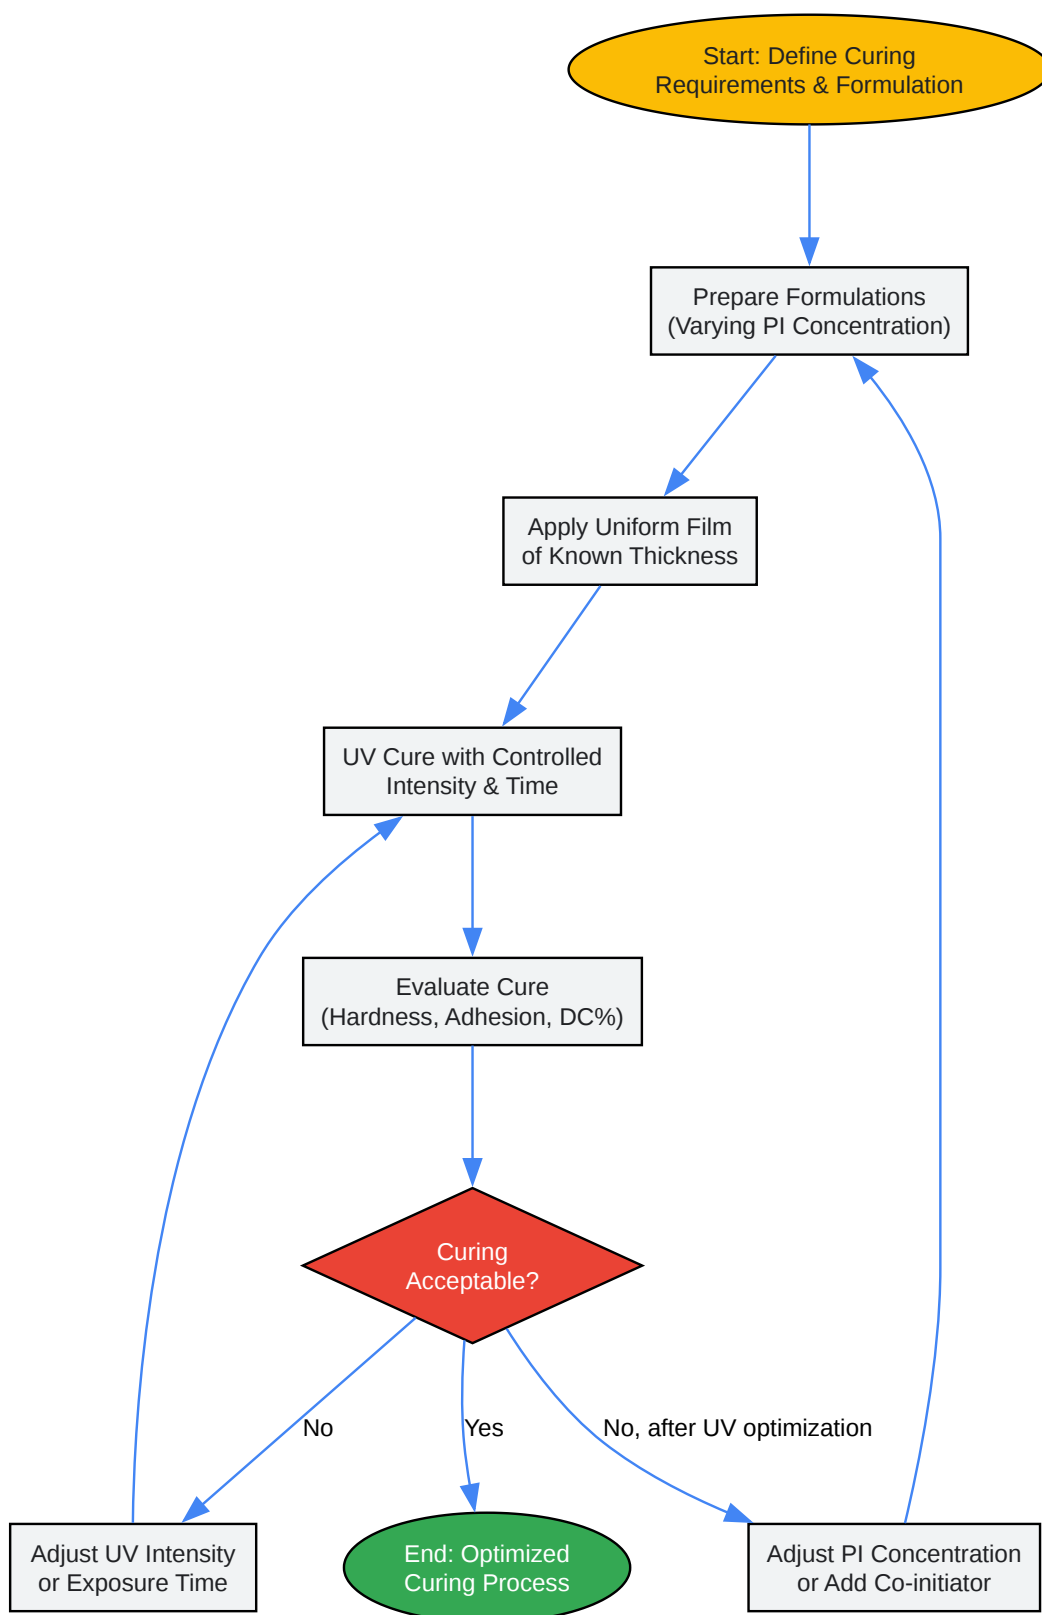 Start: Define Curing
Requirements & Formulation
Prepare Formulations
(Varying PI Concentration)
Apply Uniform Film
of Known Thickness
UV Cure with Controlled
Intensity & Time
Evaluate Cure
(Hardness, Adhesion, DC%)
Curing
Acceptable?
No
Yes
No, after UV optimization
Adjust UV Intensity
or Exposure Time
End: Optimized
Curing Process
Adjust PI Concentration
or Add Co-initiator